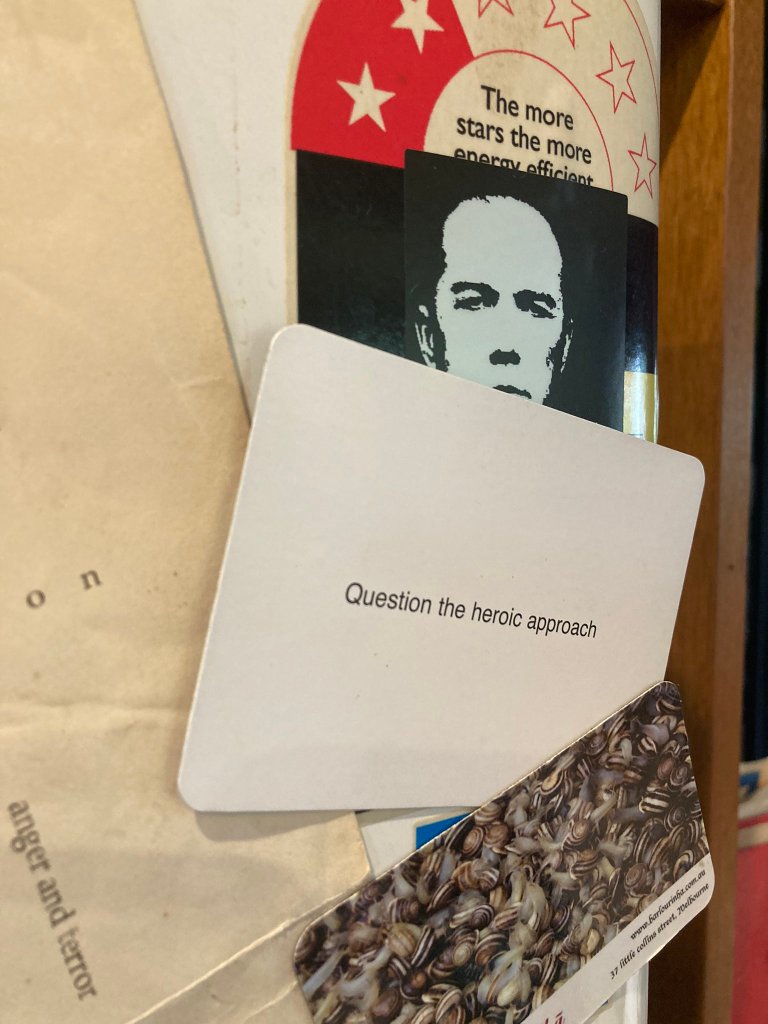 The more
stars the more
energy efficient
Question the heroic approach
o n
anger and terror
www.barlourinha.com.au
37 little collins street, Melbourne